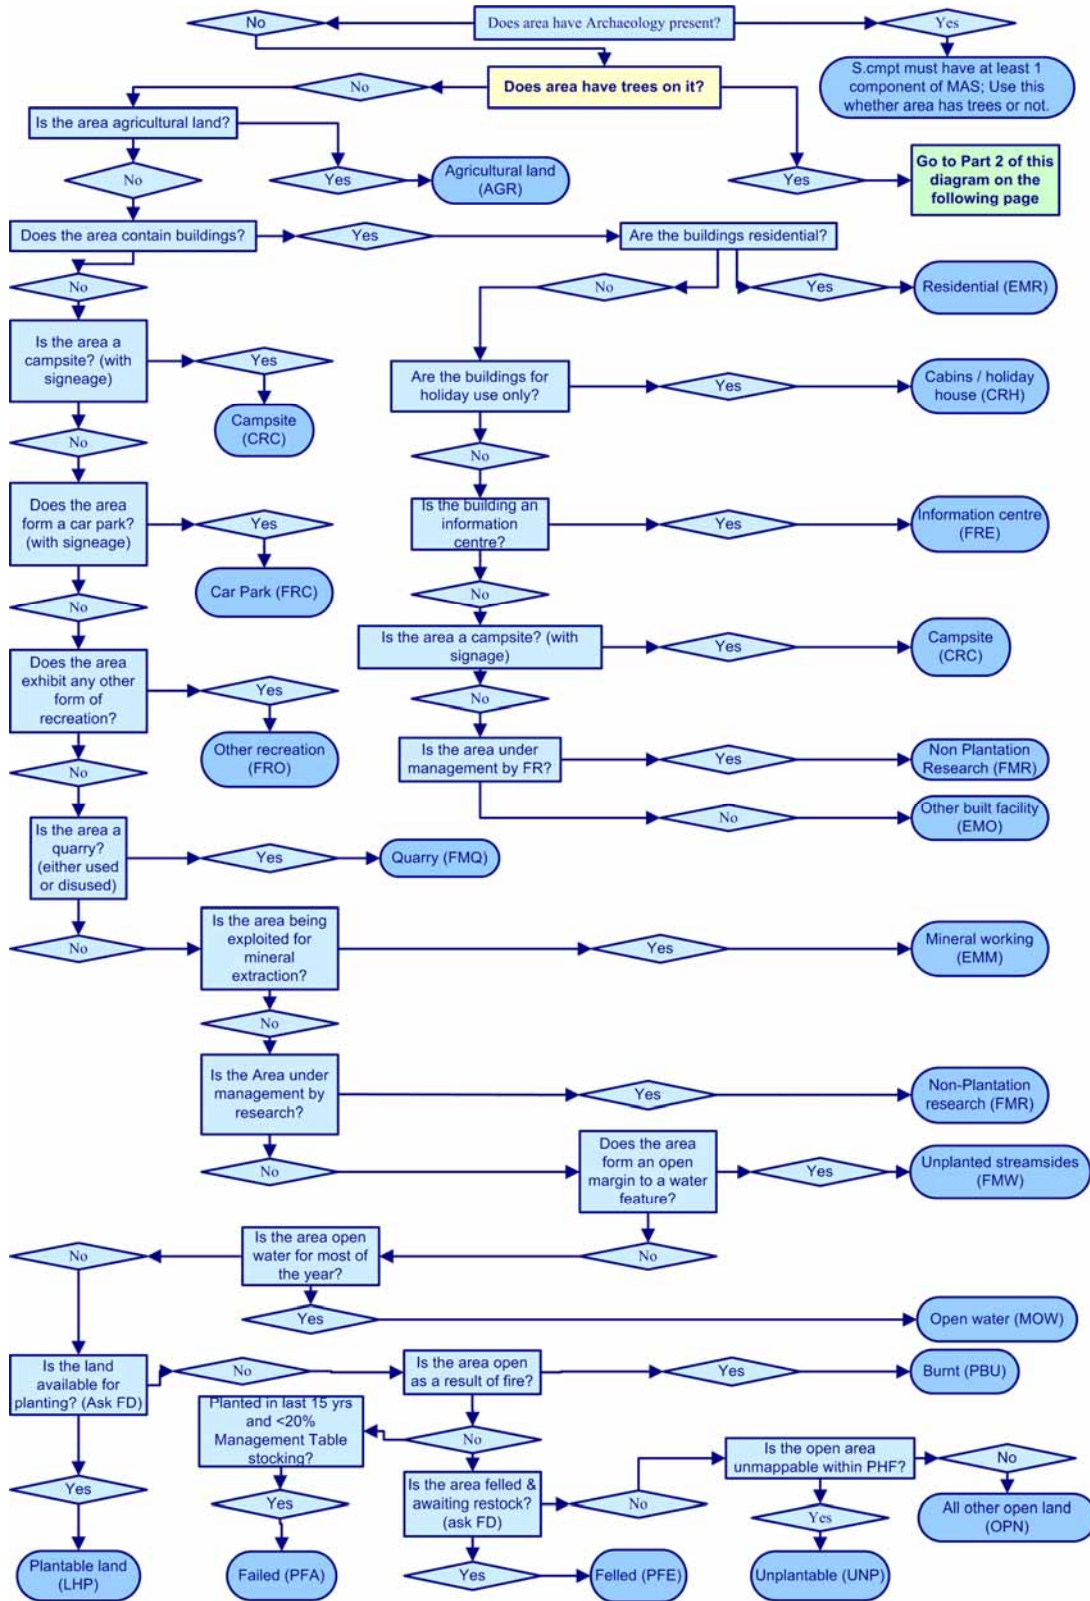 No
Does area have Archaeology present?
Yes
S.cmpt must have at least 1
component of MAS; Use this
whether area has trees or not.
No
Does area have trees on it?
Is the area agricultural land?
No
Yes
Agricultural land
(AGR)
Yes
Go to Part 2 of this
diagram on the
following page
Does the area contain buildings?
Yes
Are the buildings residential?
No
No
Yes
Residential (EMR)
Is the area a
campsite? (with
signeage)
Yes
Campsite
(CRC)
Are the buildings for
holiday use only?
Yes
Cabins / holiday
house (CRH)
No
No
Does the area
form a car park?
(with signeage)
Yes
Car Park (FRC)
Is the building an
information
centre?
Yes
Information centre
(FRE)
No
No
Is the area a campsite? (with
signage)
Yes
Campsite
(CRC)
Does the area
exhibit any other
form of
recreation?
Yes
Other recreation
(FRO)
No
Is the area under
management by FR?
Yes
Non Plantation
Research (FMR)
No
No
Other built facility
(EMO)
Is the area a
quarry?
(either used
or disused)
Yes
Quarry (FMQ)
No
Is the area being
exploited for
mineral
extraction?
Yes
Mineral working
(EMM)
No
Is the Area under
management by
research?
Yes
Non-Plantation
research (FMR)
No
Does the area
form an open
margin to a water
feature?
Yes
Unplanted streamsides
(FMW)
No
Is the area open
water for most of
the year?
No
Yes
Open water (MOW)
Is the land
available for
planting? (Ask FD)
No
Is the area open
as a result of fire?
Yes
Burnt (PBU)
Planted in last 15 yrs
and <20%
Management Table
stocking?
No
Is the open area
unmappable within PHF?
No
Yes
Yes
Is the area felled &
awaiting restock?
(ask FD)
No
Yes
All other open land
(OPN)
Plantable land
(LHP)
Failed (PFA)
Yes
Felled (PFE)
Unplantable (UNP)